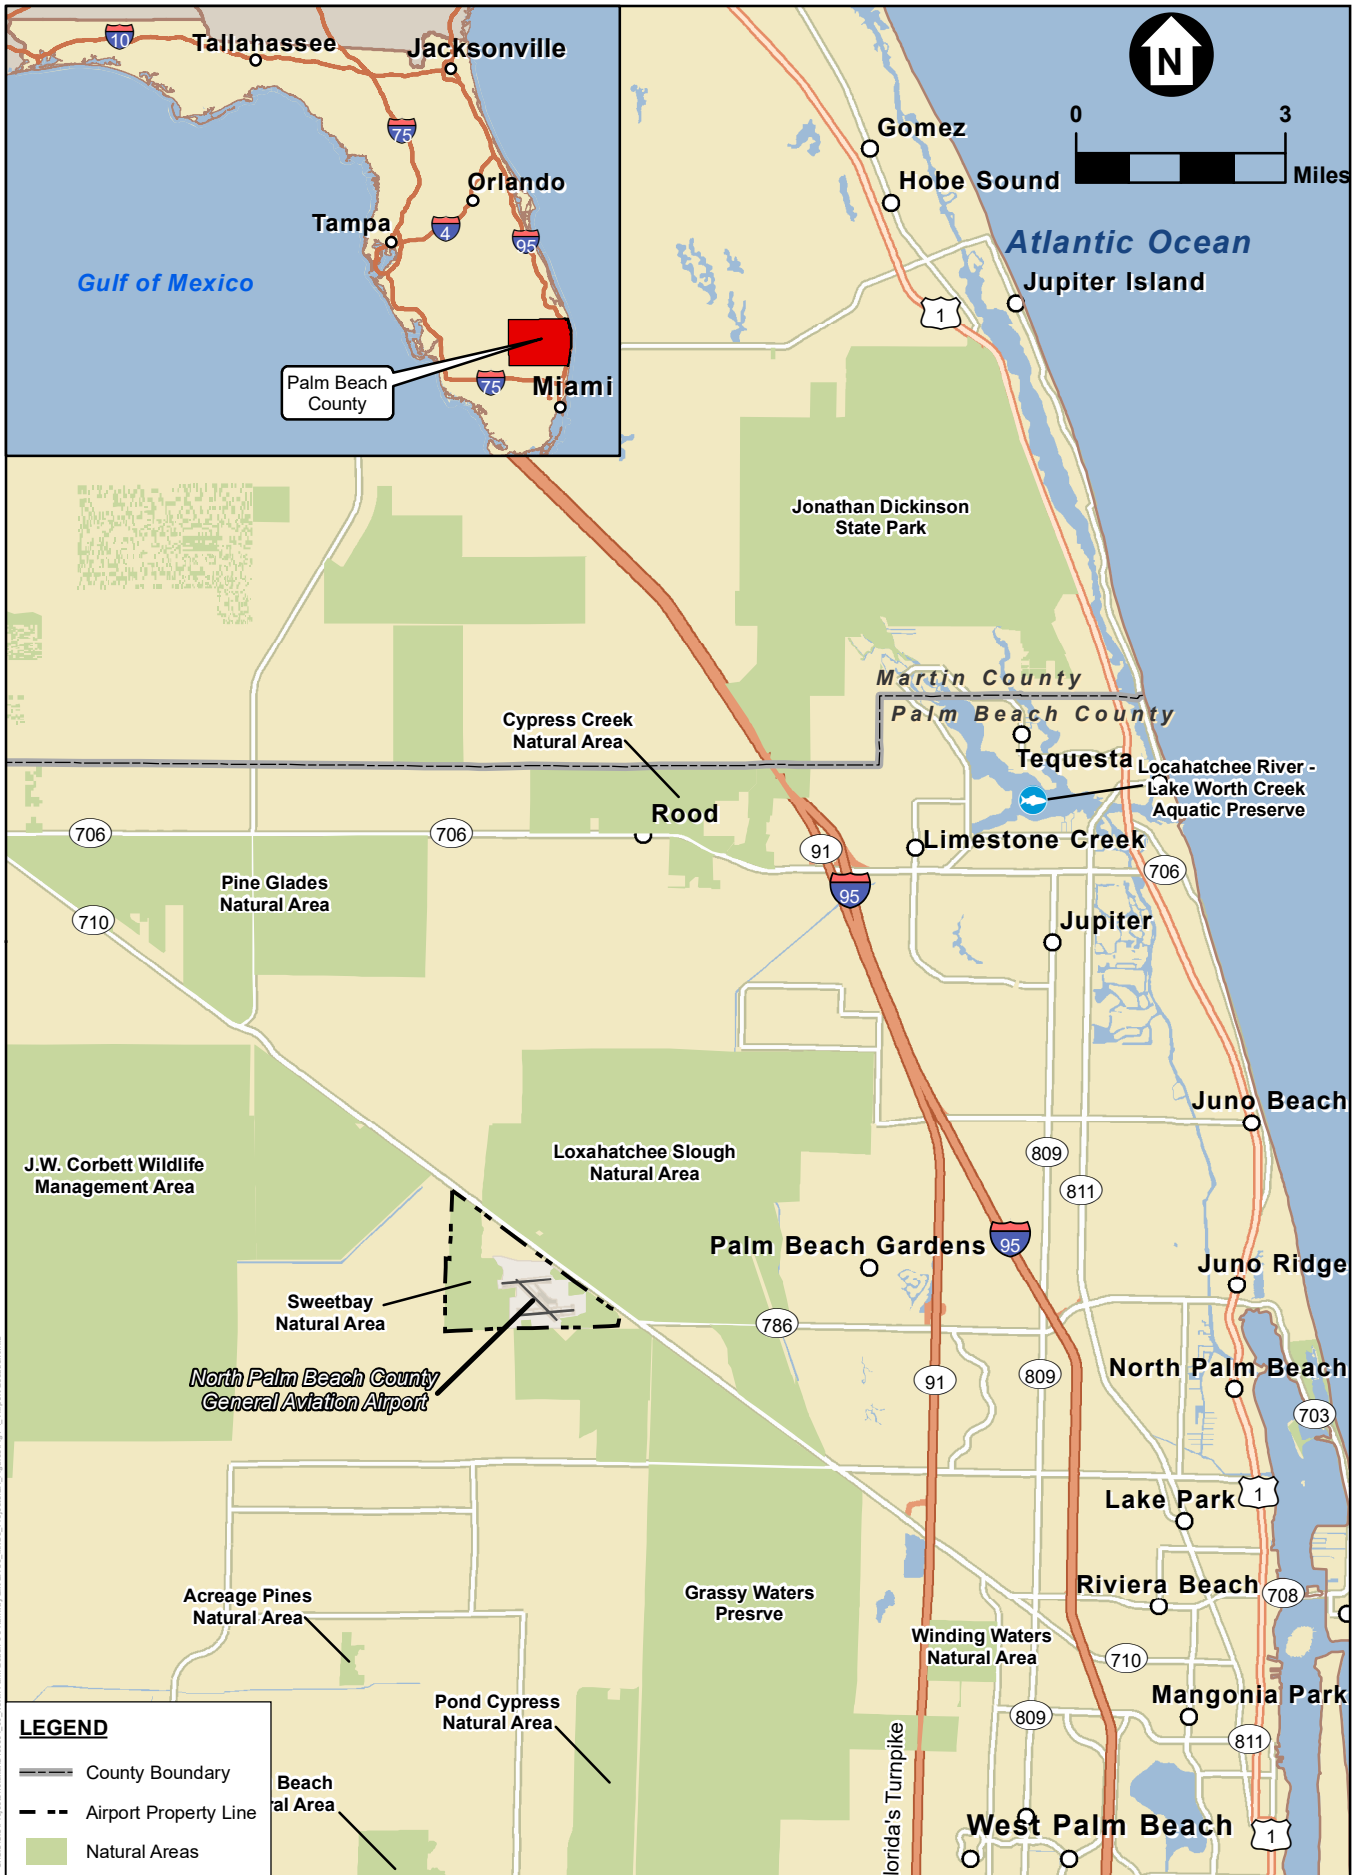 10
Tallahassee
Jacksonville
75
Orlando
Tampa
4
95
Gulf of Mexico
Palm Beach
County
75
Miami
N
0 3
Miles
Gomez
Hobe Sound
Atlantic Ocean
Jupiter Island
1
Jonathan Dickinson
State Park
Martin County
Palm Beach County
Cypress Creek
Natural Area
Tequesta
Locahatchee River -
Lake Worth Creek
Aquatic Preserve
Rood
706
706
91
Limestone Creek
706
95
Pine Glades
Natural Area
710
Jupiter
Juno Beach
J.W. Corbett Wildlife
Management Area
Loxahatchee Slough
Natural Area
809
811
Palm Beach Gardens
95
Juno Ridge
Sweetbay
Natural Area
786
North Palm Beach County
General Aviation Airport
91
809
North Palm Beach
703
Lake Park
1
Acreage Pines
Natural Area
Grassy Waters
Presrve
Riviera Beach
708
Winding Waters
Natural Area
710
Pond Cypress
Natural Area
Mangonia Park
809
811
lorida's Turnpike
West Palm Beach
1
Beach
ral Area
LEGEND
County Boundary
Airport Property Line
Natural Areas